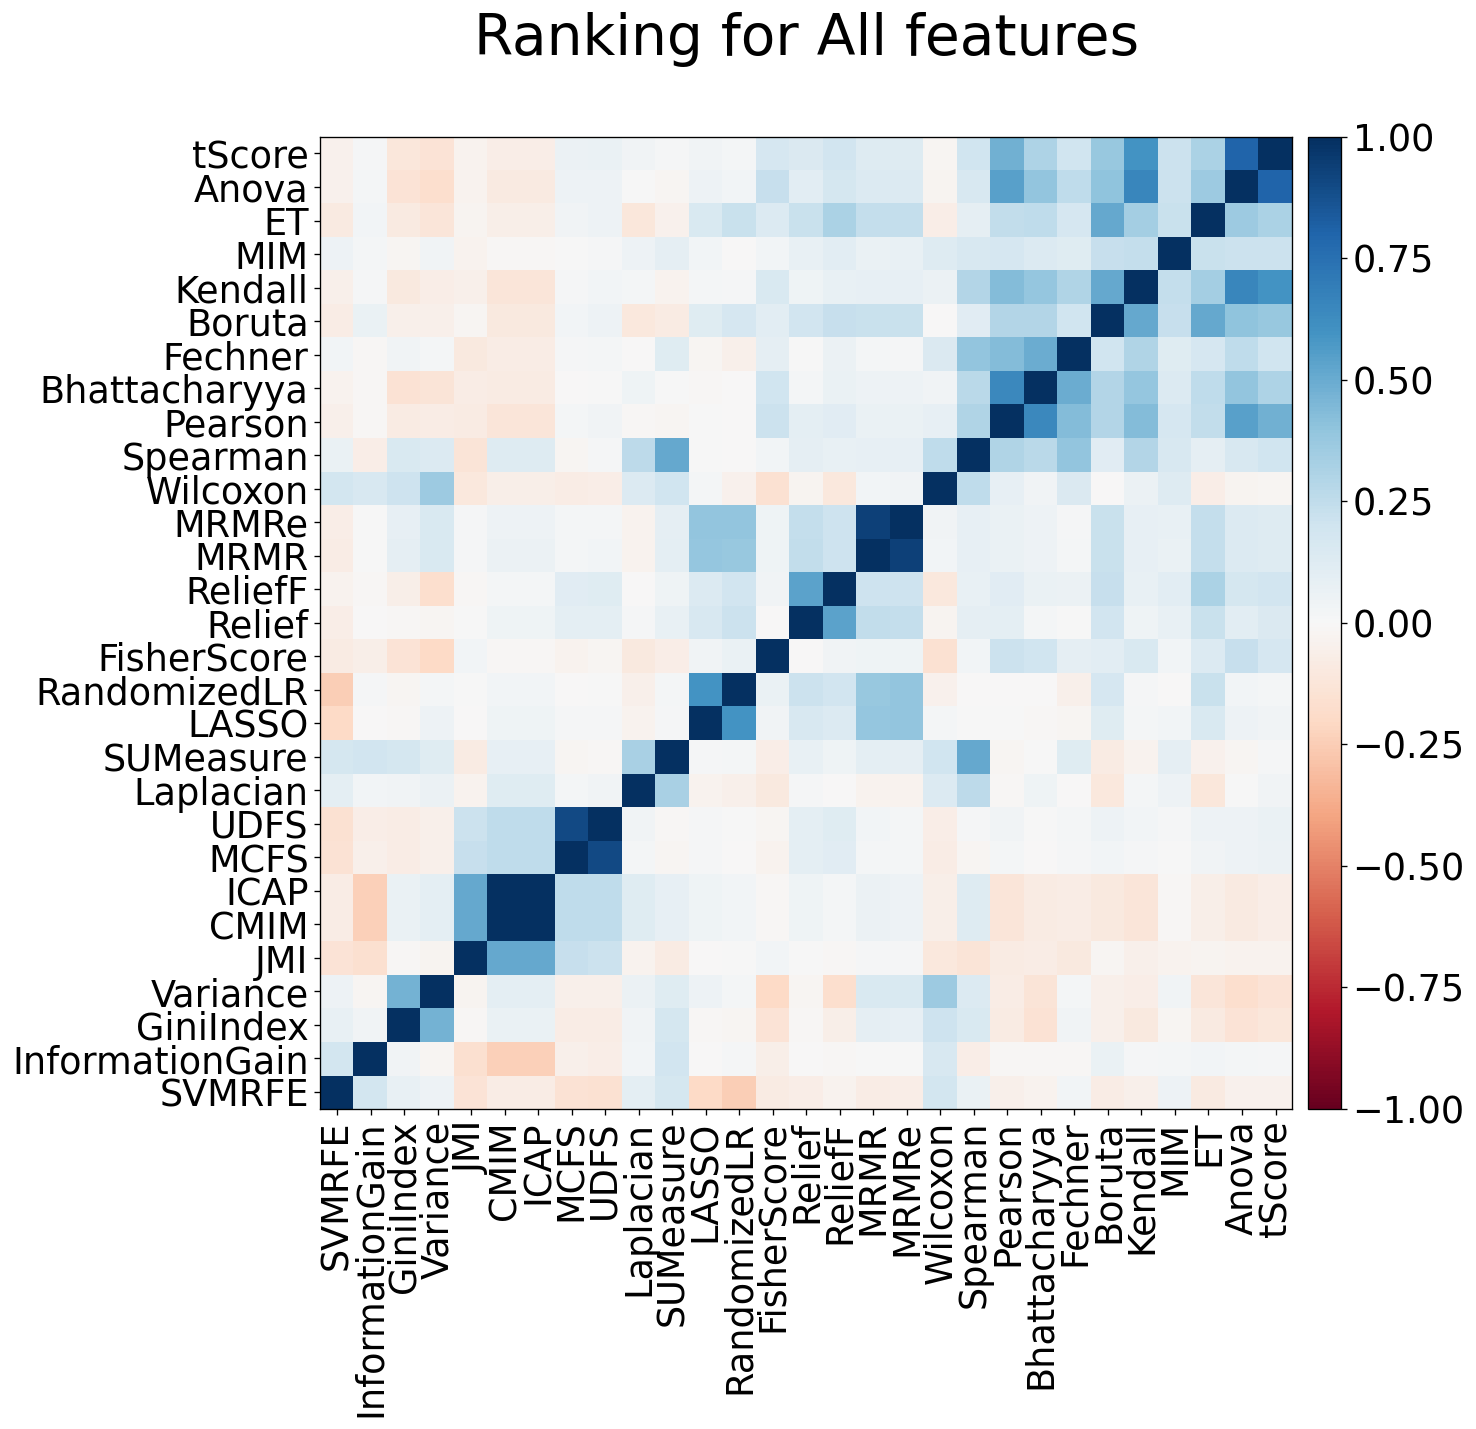 Ranking for All features
tScore
Anova
ET
MIM
Kendall
Boruta
Fechner
Bhattacharyya
Pearson
Spearman
Wilcoxon
MRMRe
MRMR
ReliefF
Relief
FisherScore
RandomizedLR
LASSO
SUMeasure
Laplacian
UDFS
MCFS
ICAP
CMIM
JMI
Variance
GiniIndex
InformationGain
SVMRFE
SVMRFE
InformationGain
GiniIndex
Variance
JMI
CMIM
ICAP
MCFS
UDFS
Laplacian
SUMeasure
LASSO
RandomizedLR
FisherScore
Relief
ReliefF
MRMR
MRMRe
Wilcoxon
Spearman
Pearson
Bhattacharyya
Fechner
Boruta
Kendall
MIM
ET
Anova
tScore
1.00
0.75
0.50
0.25
0.00
−0.25
−0.50
−0.75
−1.00